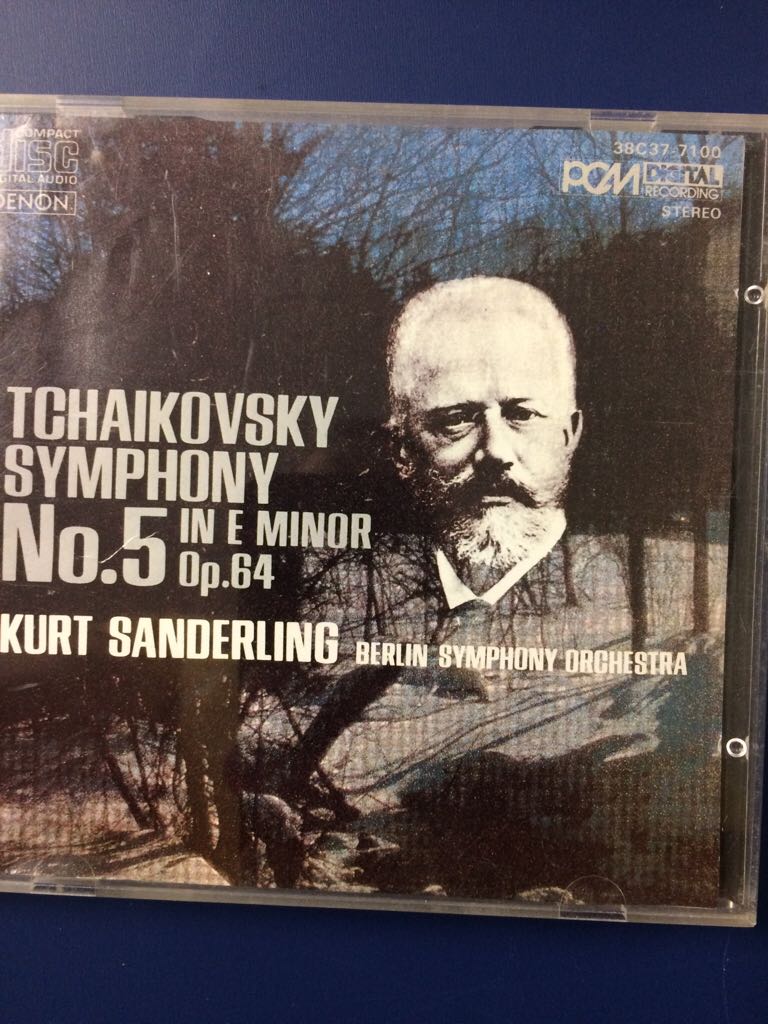 COMPACT
DISC
DIGITAL AUDIO
DENON
38C37-7100
PCM DIGITAL
RECORDING
STEREO
TCHAIKOVSKY
SYMPHONY
No.5 IN E MINOR
Op.64
KURT SANDERLING BERLIN SYMPHONY ORCHESTRA